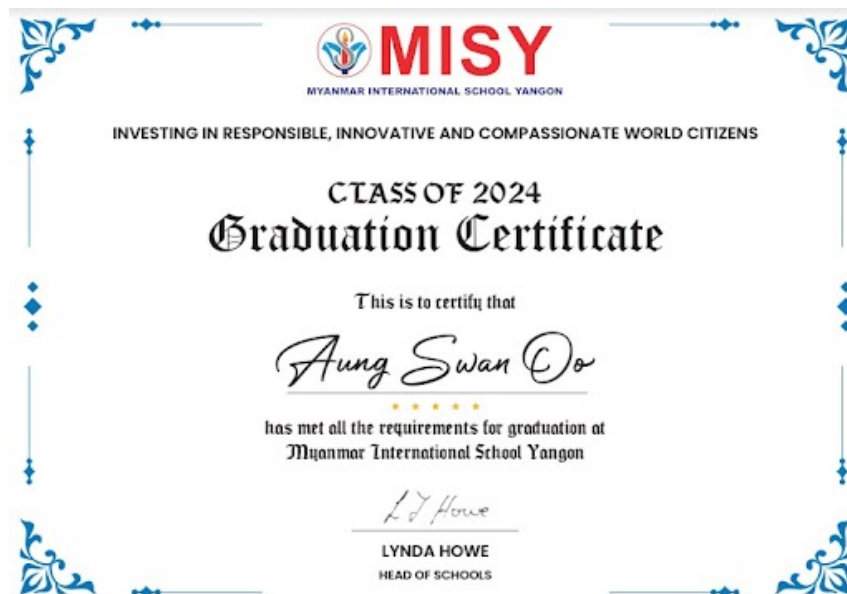 MISY
MYANMAR INTERNATIONAL SCHOOL YANGON
INVESTING IN RESPONSIBLE, INNOVATIVE AND COMPASSIONATE WORLD CITIZENS
CLASS OF 2024
Graduation Certificate
This is to certify that
Aung Swan Oo
has met all the requirements for graduation at
Myanmar International School Yangon
L J Howe
LYNDA HOWE
HEAD OF SCHOOLS